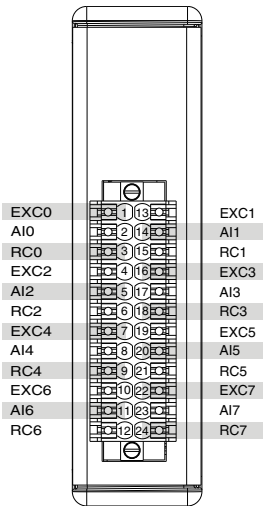 EXC0 1 13 EXC1
AI0 2 14 AI1
RC0 3 15 RC1
EXC2 4 16 EXC3
AI2 5 17 AI3
RC2 6 18 RC3
EXC4 7 19 EXC5
AI4 8 20 AI5
RC4 9 21 RC5
EXC6 10 22 EXC7
AI6 11 23 AI7
RC6 12 24 RC7